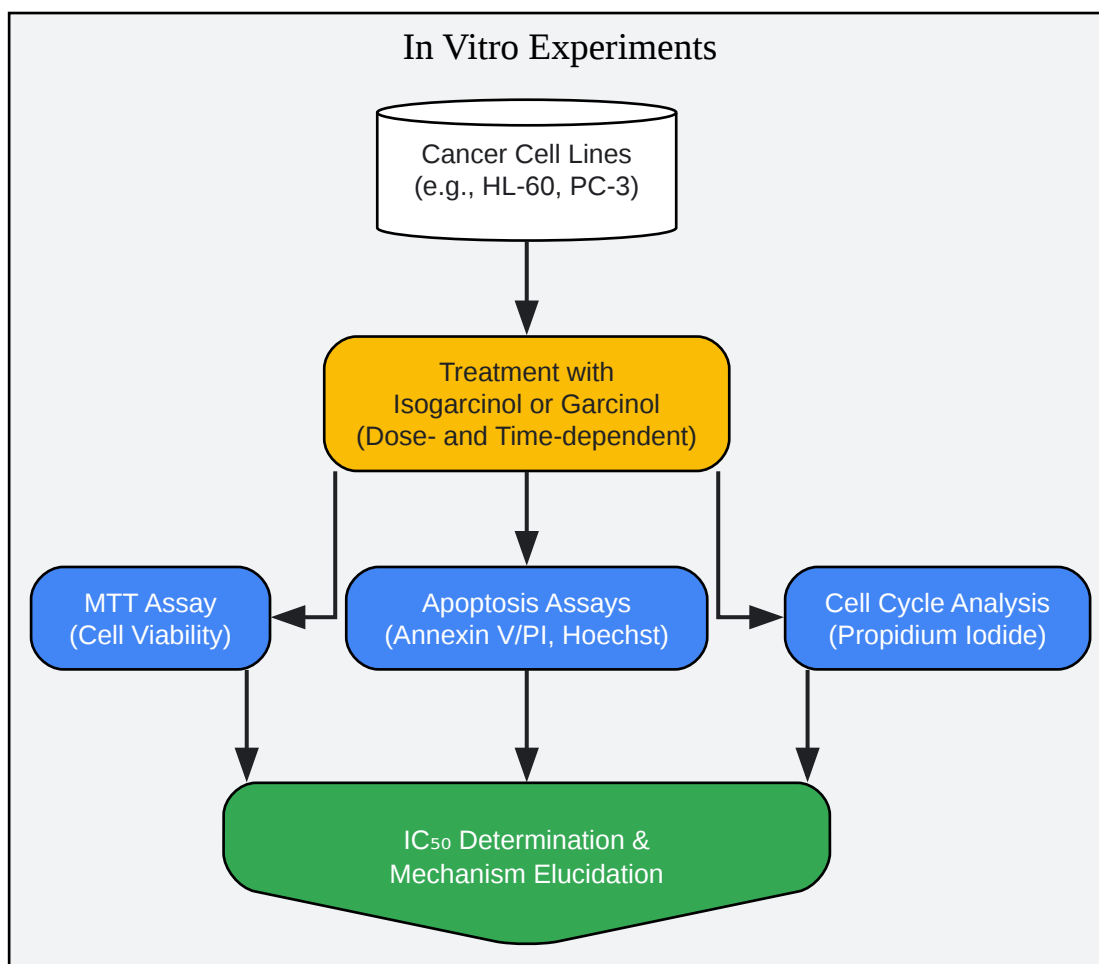 In Vitro Experiments
Cancer Cell Lines
(e.g., HL-60, PC-3)
Treatment with
Isogarcinol or Garcinol
(Dose- and Time-dependent)
MTT Assay
(Cell Viability)
Apoptosis Assays
(Annexin V/PI, Hoechst)
Cell Cycle Analysis
(Propidium Iodide)
IC₅₀ Determination &
Mechanism Elucidation